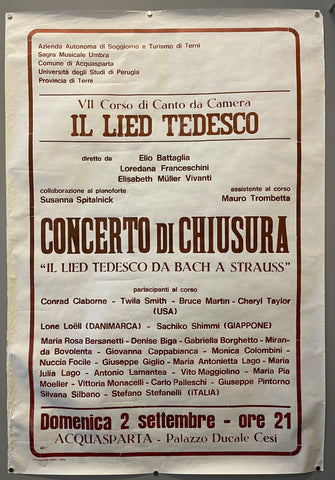 Azienda Autonoma di Soggiorno e Turismo di Terni
Sagra Musicale Umbra
Comune di Acquasparta
Università degli Studi di Perugia
Provincia di Terni
VII Corso di Canto da Camera
IL LIED TEDESCO
diretto da Elio Battaglia
Loredana Franceschini
Elisabeth Müller Vivanti
collaborazione al pianoforte
Susanna Spitalnick
assistente al corso
Mauro Trombetta
CONCERTO DI CHIUSURA
"IL LIED TEDESCO DA BACH A STRAUSS"
partecipanti al corso
Conrad Claborne - Twila Smith - Bruce Martin - Cheryl Taylor
(USA)
Lone Loëll (DANIMARCA) - Sachiko Shimmi (GIAPPONE)
Maria Rosa Bersanetti - Denise Biga - Gabriella Borghetto - Miran-
da Bovolenta - Giovanna Cappabianca - Monica Colombini -
Nuccia Focile - Giuseppe Giglio - Maria Antonietta Lago - Maria
Julia Lago - Antonio Lamantea - Vito Maggiolino - Maria Pia
Moeller - Vittoria Monacelli - Carlo Palleschi - Giuseppe Pintorno
Silvana Silbano - Stefano Stefanelli (ITALIA)
Domenica 2 settembre - ore 21
ACQUASPARTA - Palazzo Ducale Cesi